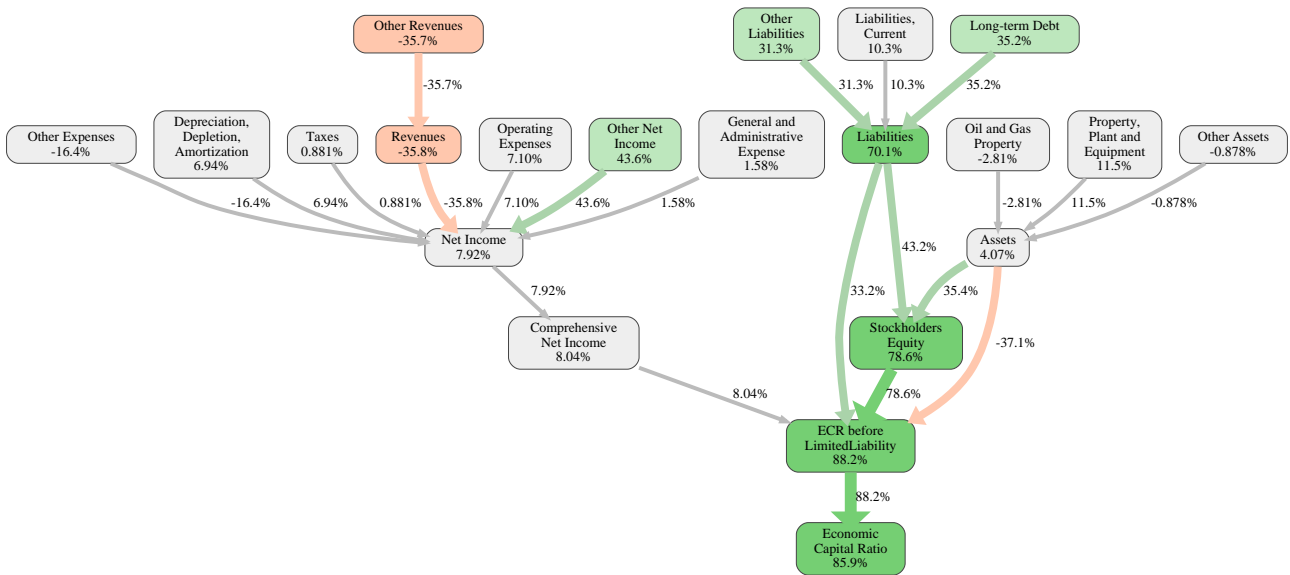 Other Revenues
-35.7%
Other
Liabilities
31.3%
Liabilities,
Current
10.3%
Long-term Debt
35.2%
-35.7%
31.3%
10.3%
35.2%
Other Expenses
-16.4%
Depreciation,
Depletion,
Amortization
6.94%
Taxes
0.881%
Revenues
-35.8%
Operating
Expenses
7.10%
Other Net
Income
43.6%
General and
Administrative
Expense
1.58%
Liabilities
70.1%
Oil and Gas
Property
-2.81%
Property,
Plant and
Equipment
11.5%
Other Assets
-0.878%
-16.4%
6.94%
0.881%
-35.8%
7.10%
43.6%
1.58%
-2.81%
11.5%
-0.878%
Net Income
7.92%
43.2%
Assets
4.07%
7.92%
33.2%
35.4%
Comprehensive
Net Income
8.04%
Stockholders
Equity
78.6%
-37.1%
8.04%
78.6%
ECR before
LimitedLiability
88.2%
88.2%
Economic
Capital Ratio
85.9%